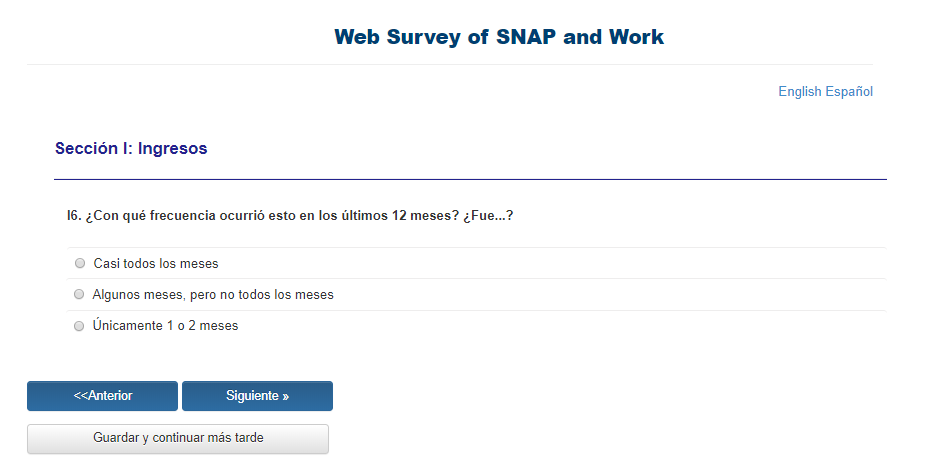 Web Survey of SNAP and Work
English Español
Sección I: Ingresos
I6. ¿Con qué frecuencia ocurrió esto en los últimos 12 meses? ¿Fue...?
Casi todos los meses
Algunos meses, pero no todos los meses
Únicamente 1 o 2 meses
<<Anterior
Siguiente »
Guardar y continuar más tarde